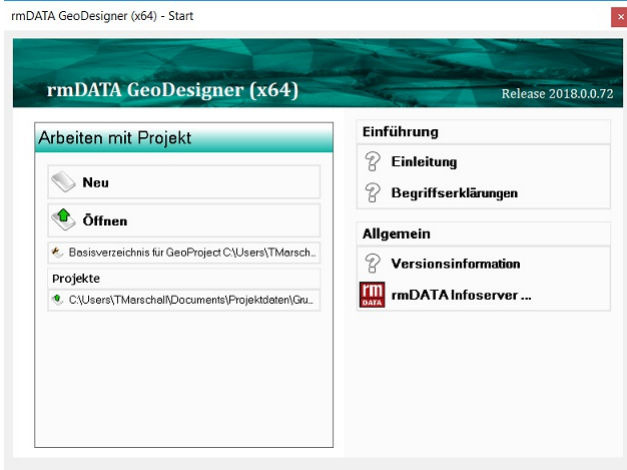 rmDATA GeoDesigner (x64) - Start
rmDATA GeoDesigner (x64)
Release 2018.0.0.72
Arbeiten mit Projekt
Neu
Öffnen
Basisverzeichnis für GeoProject C:\Users\TMarsch...
Projekte
C:\Users\TMarschall\Documents\Projektdaten\Gru...
Einführung
Einleitung
Begriffserklärungen
Allgemein
Versionsinformation
rm DATA
rmDATA Infoserver ...